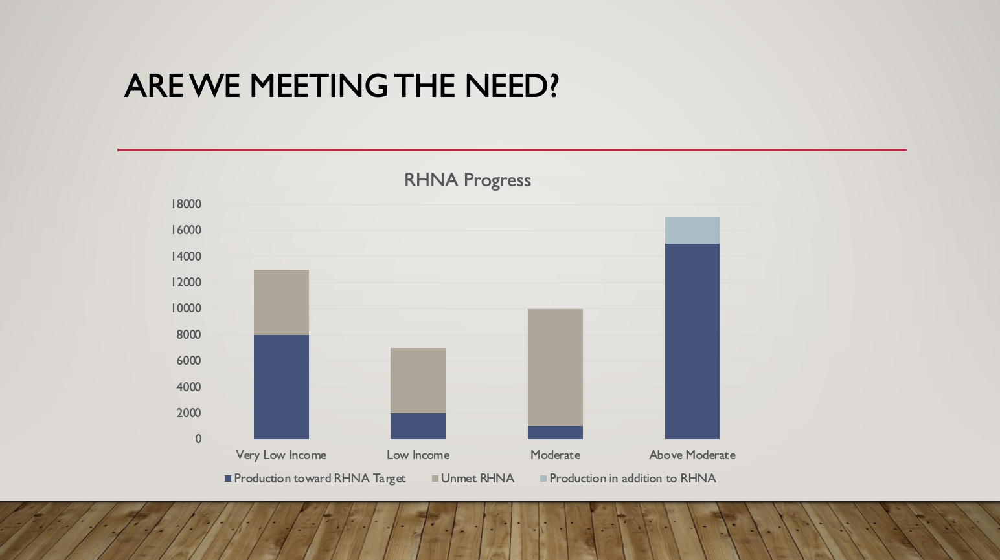 ARE WE MEETING THE NEED?
RHNA Progress
18000
16000
14000
12000
10000
8000
6000
4000
2000
0
Very Low Income Low Income Moderate Above Moderate
Production toward RHNA Target Unmet RHNA Production in addition to RHNA